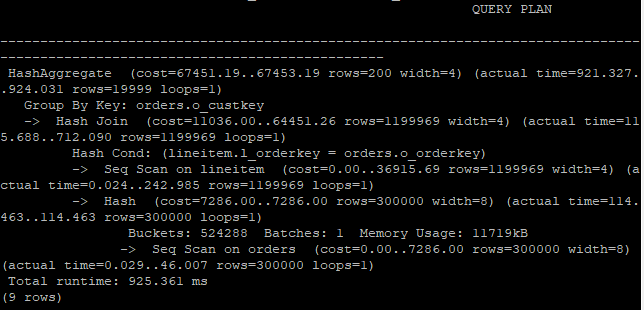 QUERY PLAN
--------------------------------------------------------------------------------
------------------------------------------------
 HashAggregate  (cost=67451.19..67453.19 rows=200 width=4) (actual time=921.327.
.924.031 rows=19999 loops=1)
   Group By Key: orders.o_custkey
   ->  Hash Join  (cost=11036.00..64451.26 rows=1199969 width=4) (actual time=11
5.688..712.090 rows=1199969 loops=1)
         Hash Cond: (lineitem.l_orderkey = orders.o_orderkey)
         ->  Seq Scan on lineitem  (cost=0.00..36915.69 rows=1199969 width=4) (a
ctual time=0.024..242.985 rows=1199969 loops=1)
         ->  Hash  (cost=7286.00..7286.00 rows=300000 width=8) (actual time=114.
463..114.463 rows=300000 loops=1)
                Buckets: 524288  Batches: 1  Memory Usage: 11719kB
               ->  Seq Scan on orders  (cost=0.00..7286.00 rows=300000 width=8)
(actual time=0.029..46.007 rows=300000 loops=1)
 Total runtime: 925.361 ms
(9 rows)